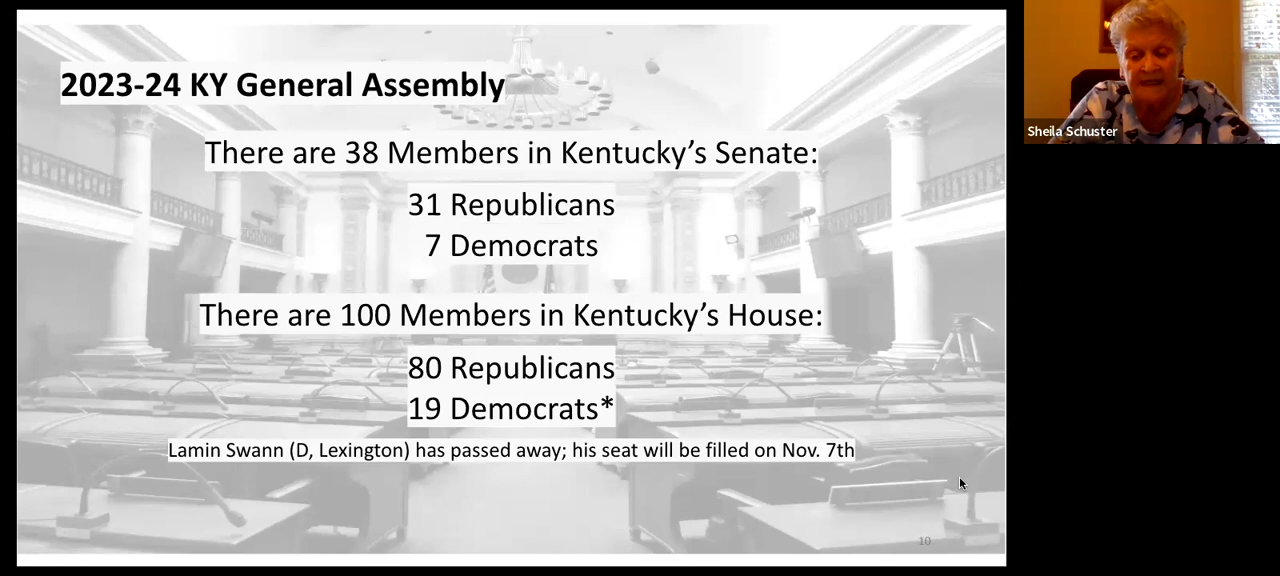 2023-24 KY General Assembly
There are 38 Members in Kentucky’s Senate:
31 Republicans
7 Democrats
There are 100 Members in Kentucky’s House:
80 Republicans
19 Democrats*
Lamin Swann (D, Lexington) has passed away; his seat will be filled on Nov. 7th
10
Sheila Schuster